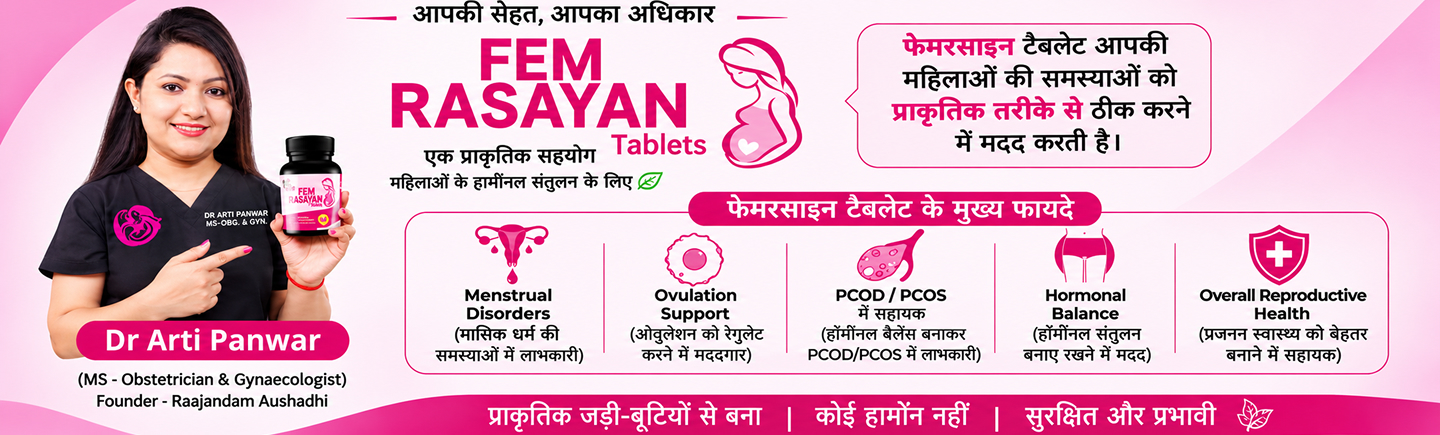 आपकी सेहत, आपका अधिकार
FEM
RASAYAN
Tablets
एक प्राकृतिक सहयोग
महिलाओं के हार्मीनल संतुलन के लिए
फेमरसाइन टैबलेट आपकी
महिलाओं की समस्याओं को
प्राकृतिक तरीके से ठीक करने
में मदद करती है।
DR ARTI PANWAR
MS-OBG. & GYN.
FEM
RASAYAN
Dr Arti Panwar
(MS - Obstetrician & Gynaecologist)
Founder - Raajandam Aushadhi
फेमरसाइन टैबलेट के मुख्य फायदे
Menstrual
Disorders
(मासिक धर्म की
समस्याओं में लाभकारी)
Ovulation
Support
(ओवुलेशन को रेगुलेट
करने में मददगार)
PCOD / PCOS
में सहायक
(हॉर्मीनल बैलेंस बनाकर
PCOD/PCOS में लाभकारी)
Hormonal
Balance
(हॉर्मीनल संतुलन
बनाए रखने में मदद)
Overall Reproductive
Health
(प्रजनन स्वास्थ्य को बेहतर
बनाने में सहायक)
प्राकृतिक जड़ी-बूटियों से बना | कोई हार्मोन नहीं | सुरक्षित और प्रभावी